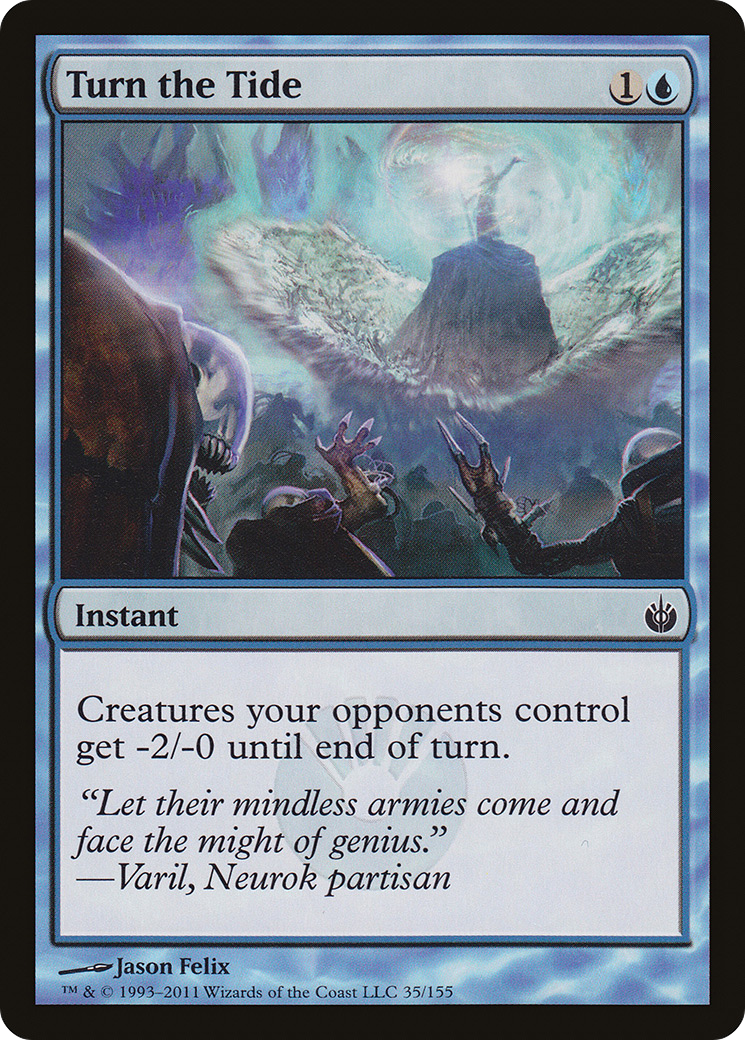 Turn the Tide 1
Instant
Creatures your opponents control
get -2/-0 until end of turn.
“Let their mindless armies come and
face the might of genius.”
—Varil, Neurok partisan
Jason Felix
™ & © 1993–2011 Wizards of the Coast LLC 35/155